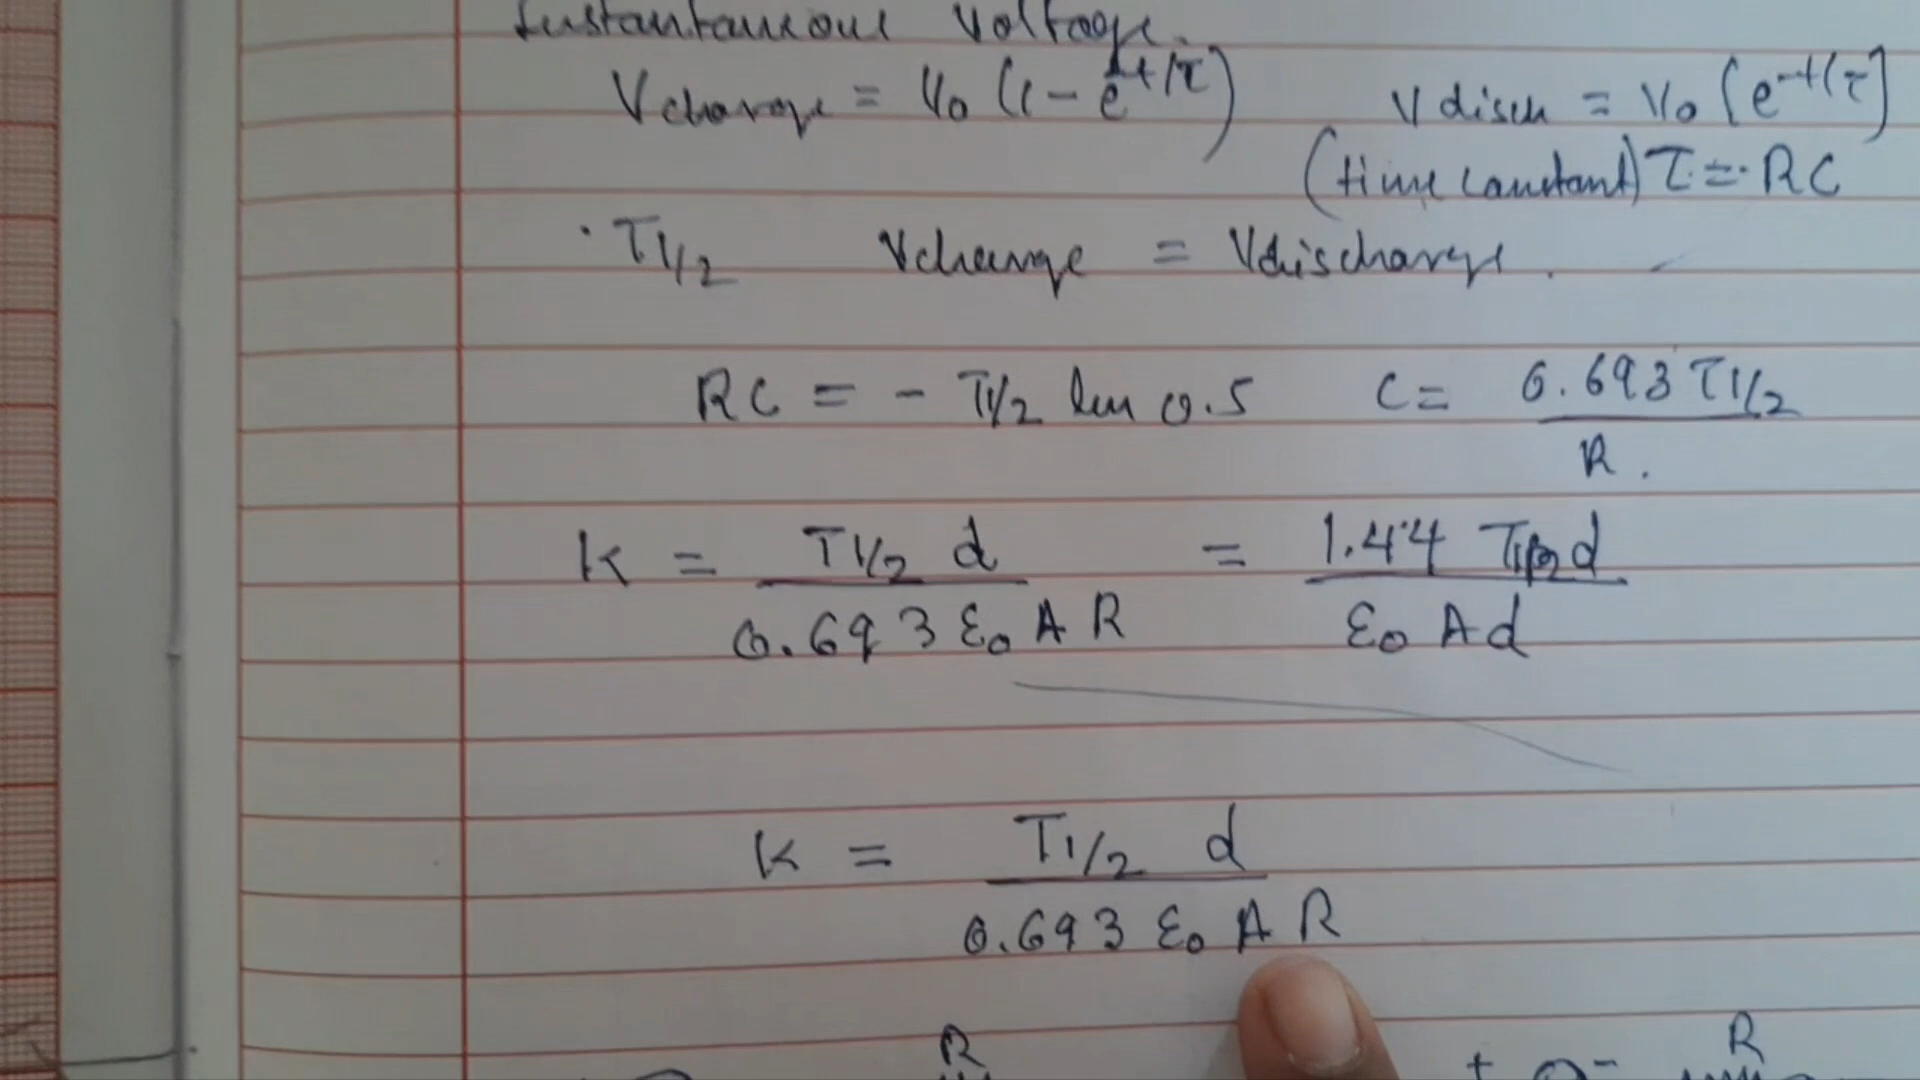 Instantaneous Voltage.
Vcharge = V0 (1 - e^-t/τ) Vdisch = V0 [e^-t/τ]
(time constant) τ = RC
· T1/2 Vcharge = Vdischarge.
RC = - T1/2 ln 0.5 C = 0.693 T1/2 / R.
K = T1/2 d / 0.693 ε0 A R = 1.44 T1/2 d / ε0 A d
K = T1/2 d / 0.693 ε0 A R
R + - R